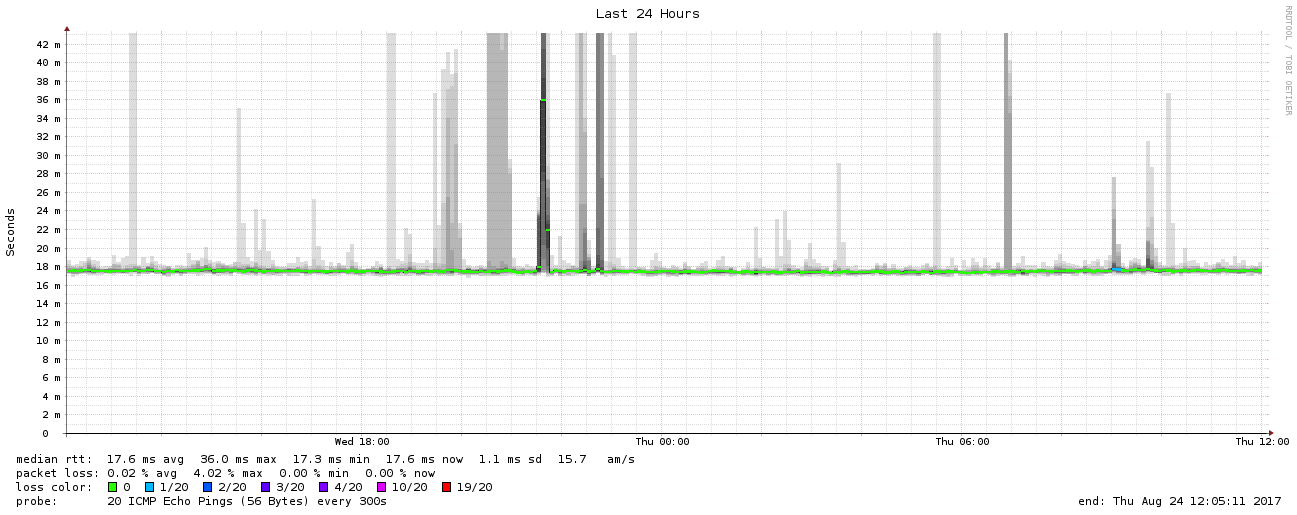 Last 24 Hours
RRDTOOL / TOBI OETIKER
Seconds
42 m
40 m
38 m
36 m
34 m
32 m
30 m
28 m
26 m
24 m
22 m
20 m
18 m
16 m
14 m
12 m
10 m
8 m
6 m
4 m
2 m
0
Wed 18:00 Thu 00:00 Thu 06:00 Thu 12:00
median rtt: 17.6 ms avg 36.0 ms max 17.3 ms min 17.6 ms now 1.1 ms sd 15.7 am/s
packet loss: 0.02 % avg 4.02 % max 0.00 % min 0.00 % now
loss color: 0 1/20 2/20 3/20 4/20 10/20 19/20
probe: 20 ICMP Echo Pings (56 Bytes) every 300s end: Thu Aug 24 12:05:11 2017